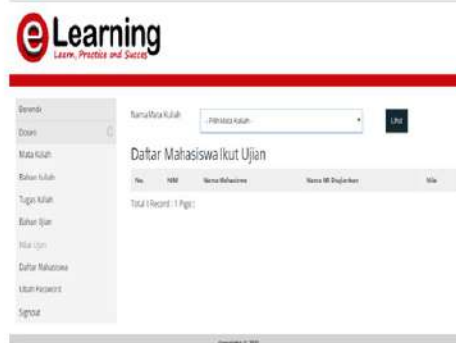 eLearning
Learn, Practice and Succes
Beranda
Dosen
Mata Kuliah
Bahan Kuliah
Tugas Kuliah
Bahan Ujian
Nilai Ujian
Daftar Mahasiswa
Ubah Password
Signout
Nama Mata Kuliah
- Pilih Mata Kuliah -
Lihat
Daftar Mahasiswa Ikut Ujian
No. NIM Nama Mahasiswa Nama MK Diujiankan Nilai
Total Record : 1 Page :